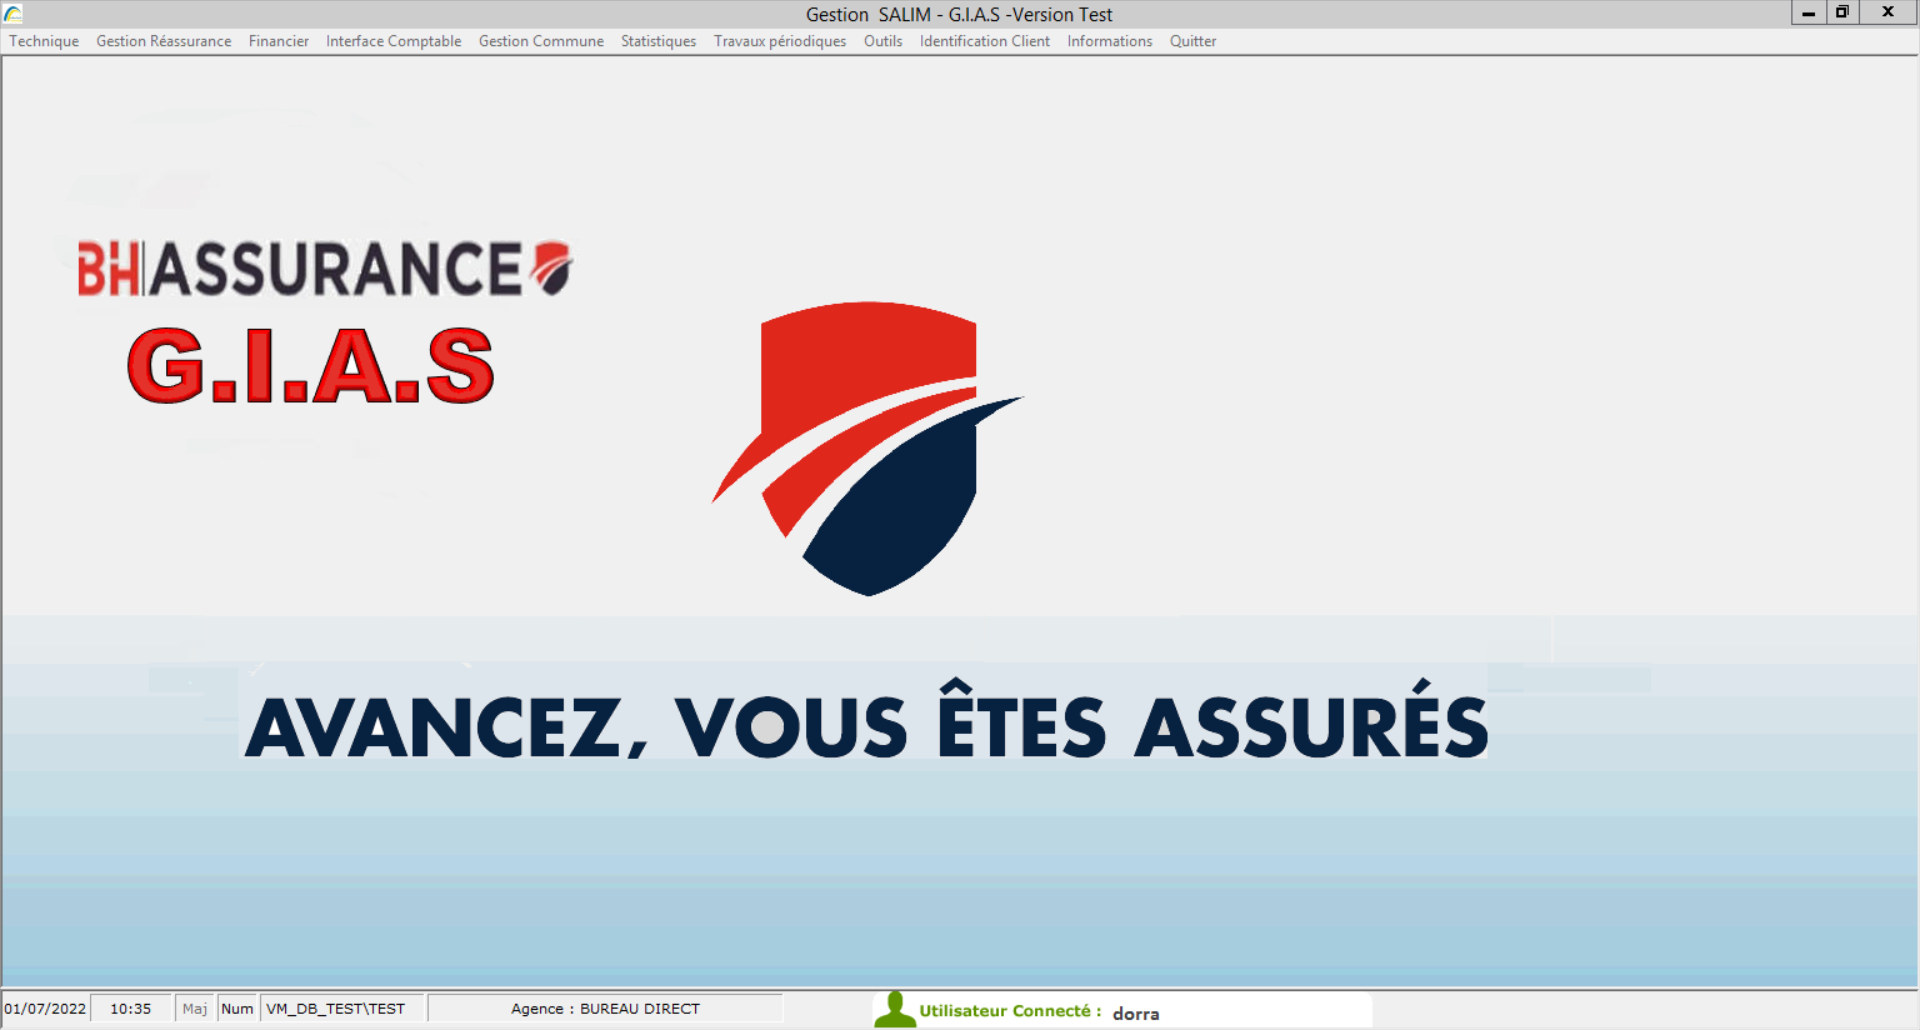 Gestion SALIM - G.I.A.S -Version Test
Technique Gestion Réassurance Financier Interface Comptable Gestion Commune Statistiques Travaux périodiques Outils Identification Client Informations Quitter
BH ASSURANCE
G.I.A.S
AVANCEZ, VOUS ÊTES ASSURÉS
01/07/2022 10:35 Maj Num VM_DB_TEST\TEST Agence : BUREAU DIRECT Utilisateur Connecté : dorra